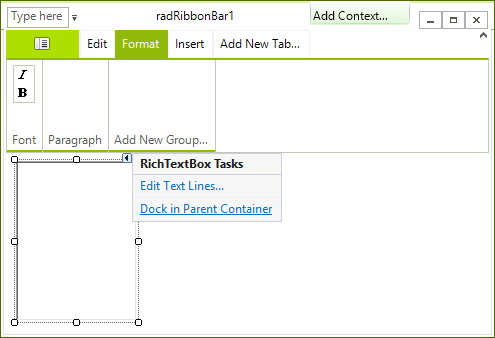 Type here radRibbonBar1 Add Context...
Edit Format Insert Add New Tab...
I
B
Font Paragraph Add New Group...
RichTextBox Tasks
Edit Text Lines...
Dock in Parent Container